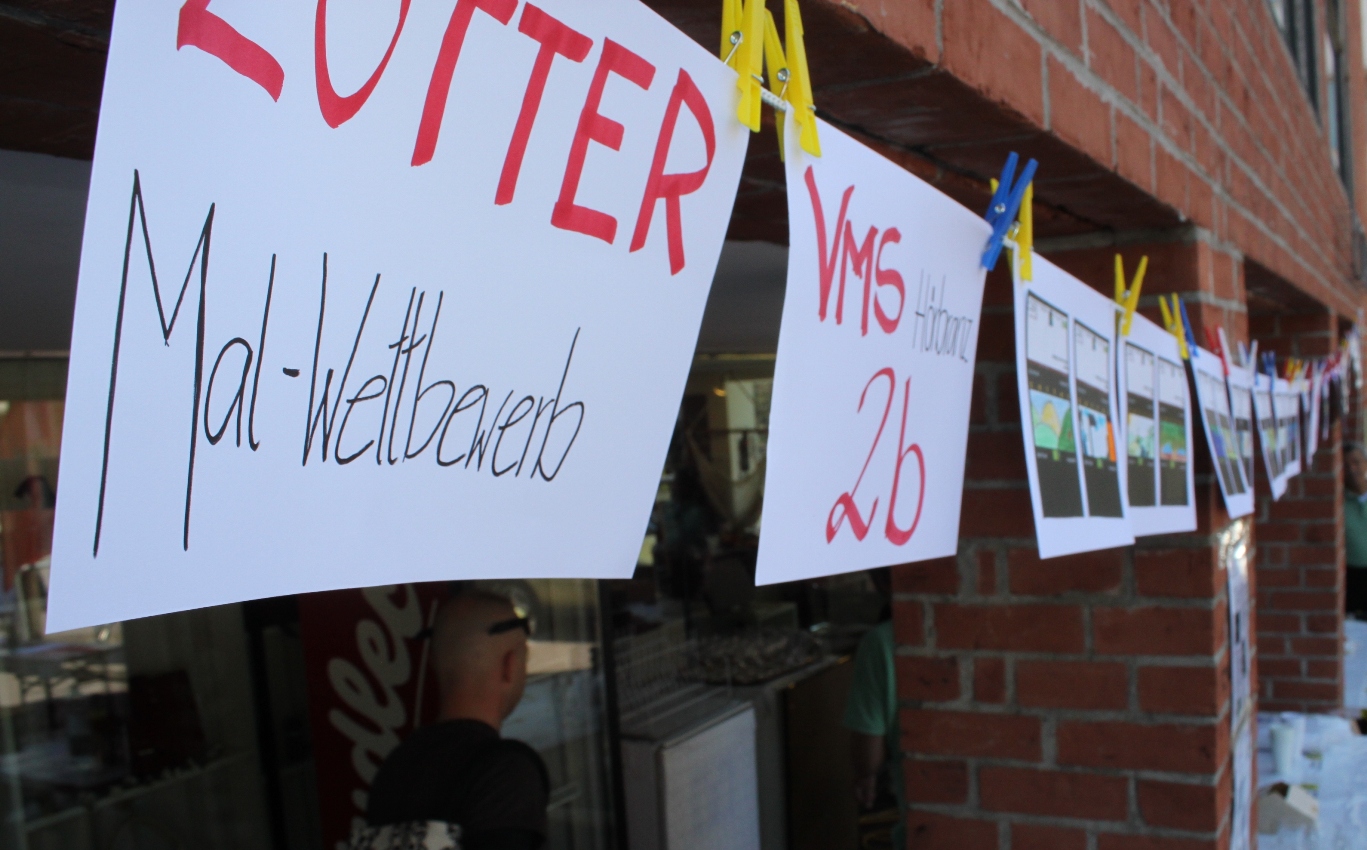 ZOTTER
Mal-Wettbewerb
VMS
Hörbranz
2b